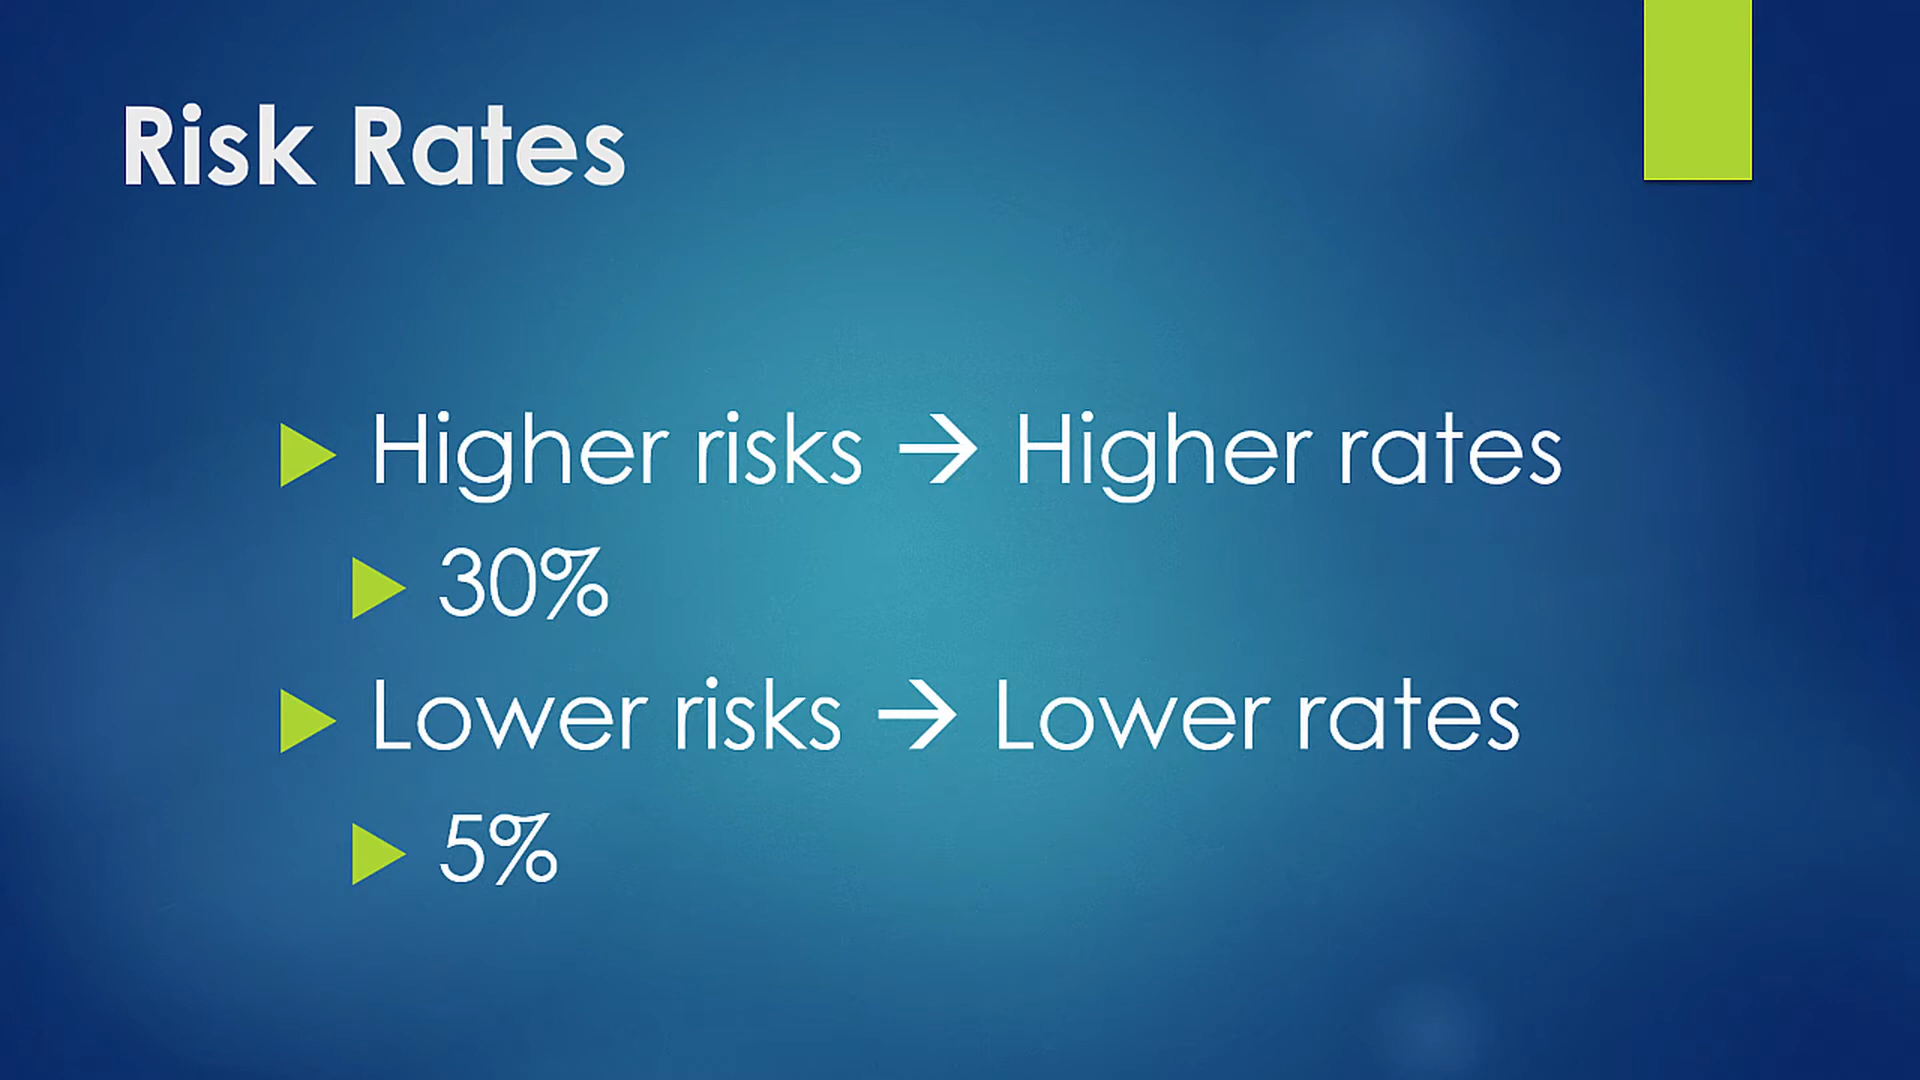 Risk Rates
Higher risks → Higher rates
30%
Lower risks → Lower rates
5%